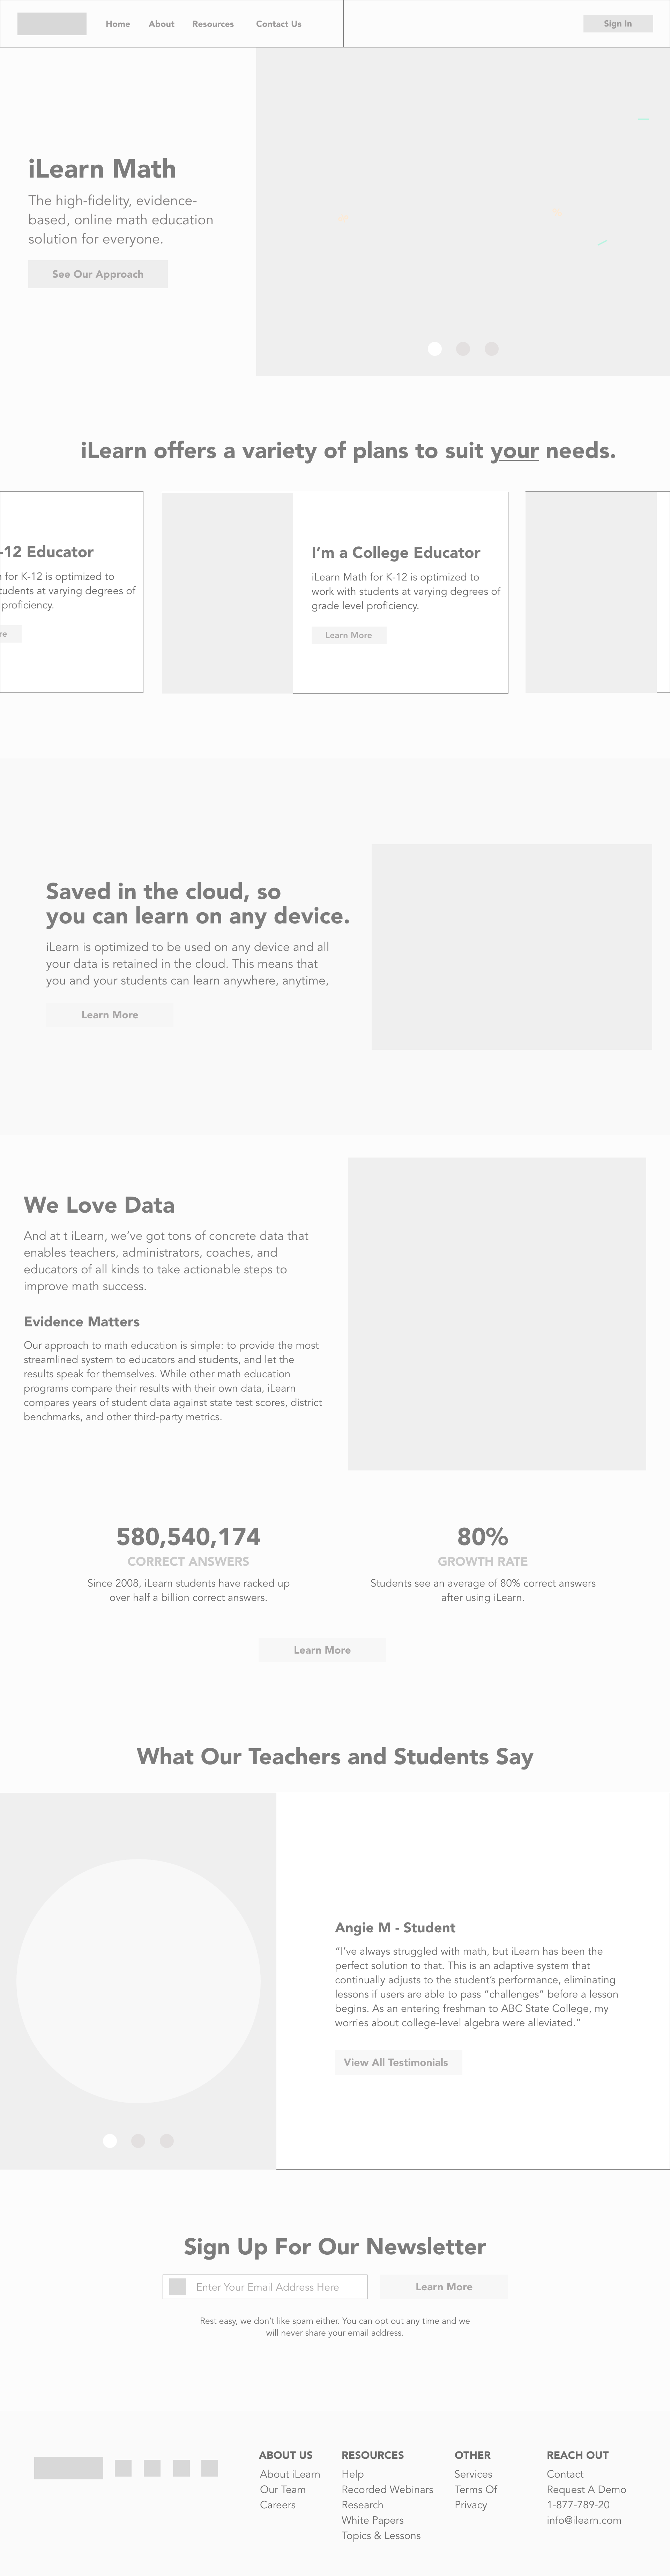 Home About Resources Contact Us Sign In
iLearn Math
The high-fidelity, evidence-
based, online math education
solution for everyone.
See Our Approach
iLearn offers a variety of plans to suit your needs.
-12 Educator
for K-12 is optimized to
tudents at varying degrees of
proficiency.
re
I'm a College Educator
iLearn Math for K-12 is optimized to
work with students at varying degrees of
grade level proficiency.
Learn More
Saved in the cloud, so
you can learn on any device.
iLearn is optimized to be used on any device and all
your data is retained in the cloud. This means that
you and your students can learn anywhere, anytime,
Learn More
We Love Data
And at t iLearn, we've got tons of concrete data that
enables teachers, administrators, coaches, and
educators of all kinds to take actionable steps to
improve math success.
Evidence Matters
Our approach to math education is simple: to provide the most
streamlined system to educators and students, and let the
results speak for themselves. While other math education
programs compare their results with their own data, iLearn
compares years of student data against state test scores, district
benchmarks, and other third-party metrics.
580,540,174
CORRECT ANSWERS
Since 2008, iLearn students have racked up
over half a billion correct answers.
80%
GROWTH RATE
Students see an average of 80% correct answers
after using iLearn.
Learn More
What Our Teachers and Students Say
Angie M - Student
"I've always struggled with math, but iLearn has been the
perfect solution to that. This is an adaptive system that
continually adjusts to the student's performance, eliminating
lessons if users are able to pass "challenges" before a lesson
begins. As an entering freshman to ABC State College, my
worries about college-level algebra were alleviated."
View All Testimonials
Sign Up For Our Newsletter
Enter Your Email Address Here
Learn More
Rest easy, we don't like spam either. You can opt out any time and we
will never share your email address.
ABOUT US
About iLearn
Our Team
Careers
RESOURCES
Help
Recorded Webinars
Research
White Papers
Topics & Lessons
OTHER
Services
Terms Of
Privacy
REACH OUT
Contact
Request A Demo
1-877-789-20
info@ilearn.com